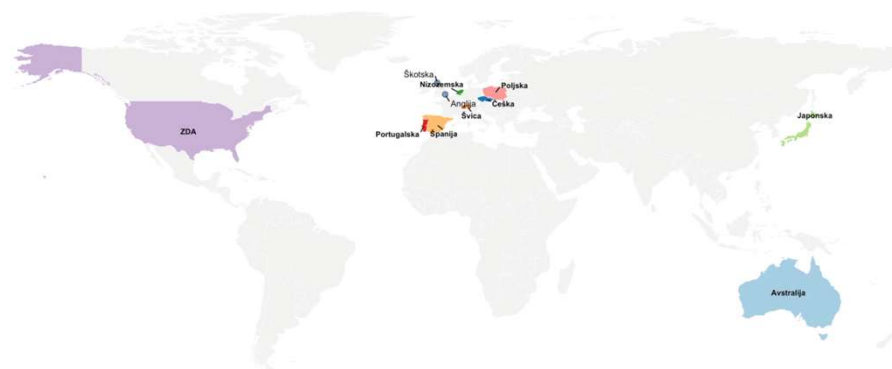 Škotska
Nizozemska
Poljska
Anglija
Češka
Švica
ZDA
Portugalska
Španija
Japonska
Avstralija